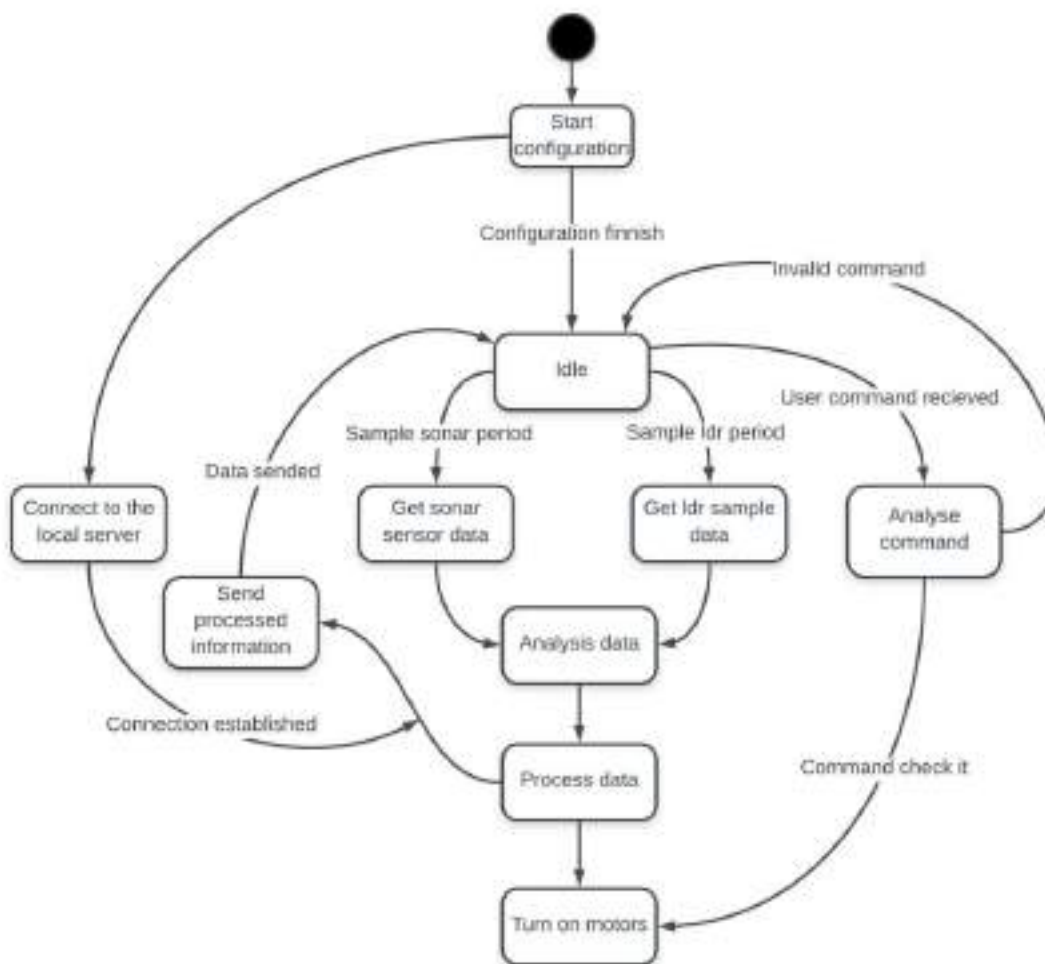 Start
configuration
Configuration finnish
Invalid command
Idle
User command recieved
Sample sonar period
Sample ldr period
Data sended
Connect to the
local server
Get sonar
sensor data
Get ldr sample
data
Analyse
command
Send
processed
information
Analysis data
Connection established
Process data
Command check it
Turn on motors